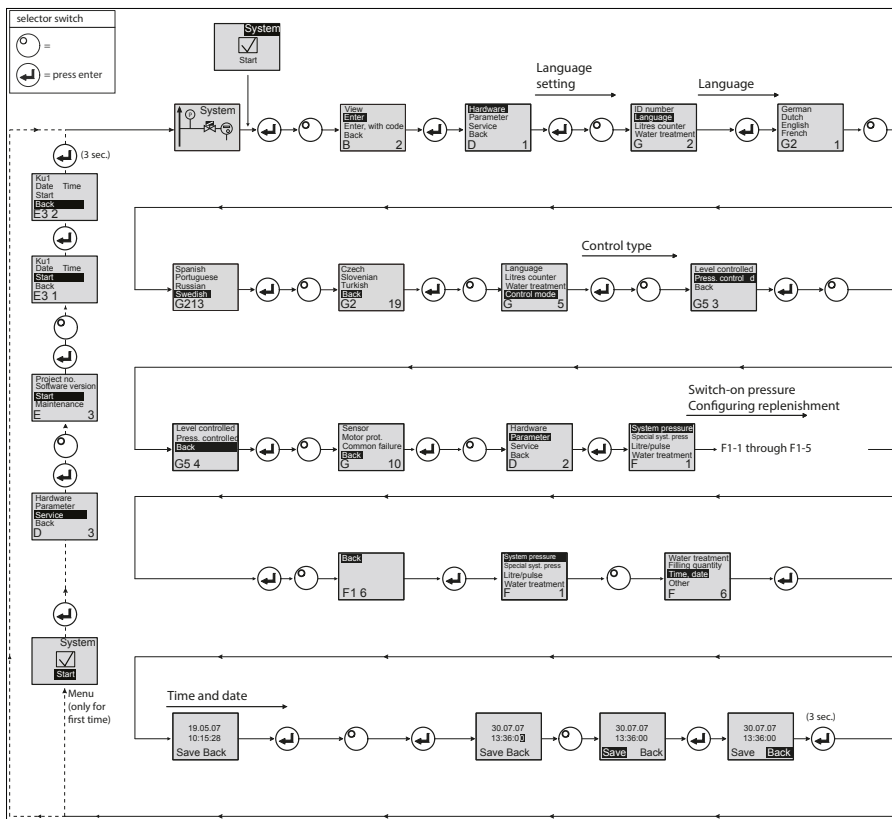 selector switch
=
= press enter
System
Start
System
P
View
Enter
Enter, with code
Back
B 2
Hardware
Parameter
Service
Back
D 1
Language
setting
ID number
Language
Litres counter
Water treatment
G 2
Language
German
Dutch
English
French
G2 1
(3 sec.)
Ku1
Date Time
Start
Back
E3 2
Ku1
Date Time
Start
Back
E3 1
Project no.
Software version
Start
Maintenance
E 3
Hardware
Parameter
Service
Back
D 3
System
Start
Menu
(only for
first time)
Spanish
Portuguese
Russian
Swedish
G213
Czech
Slovenian
Turkish
Back
G2 19
Language
Litres counter
Water treatment
Control mode
G 5
Control type
Level controlled
Press. control d
Back
G5 3
Level controlled
Press. controlled
Back
G5 4
Sensor
Motor prot.
Common failure
Back
G 10
Hardware
Parameter
Service
Back
D 2
Switch-on pressure
Configuring replenishment
System pressure
Special syst. press
Litre/pulse
Water treatment
F 1
F1-1 through F1-5
Back
F1 6
System pressure
Special syst. press
Litre/pulse
Water treatment
F 1
Water treatment
Filling quantity
Time, date
Other
F 6
Time and date
19.05.07
10:15:28
Save Back
30.07.07
13:36:00
Save Back
30.07.07
13:36:00
Save Back
30.07.07
13:36:00
Save Back
(3 sec.)